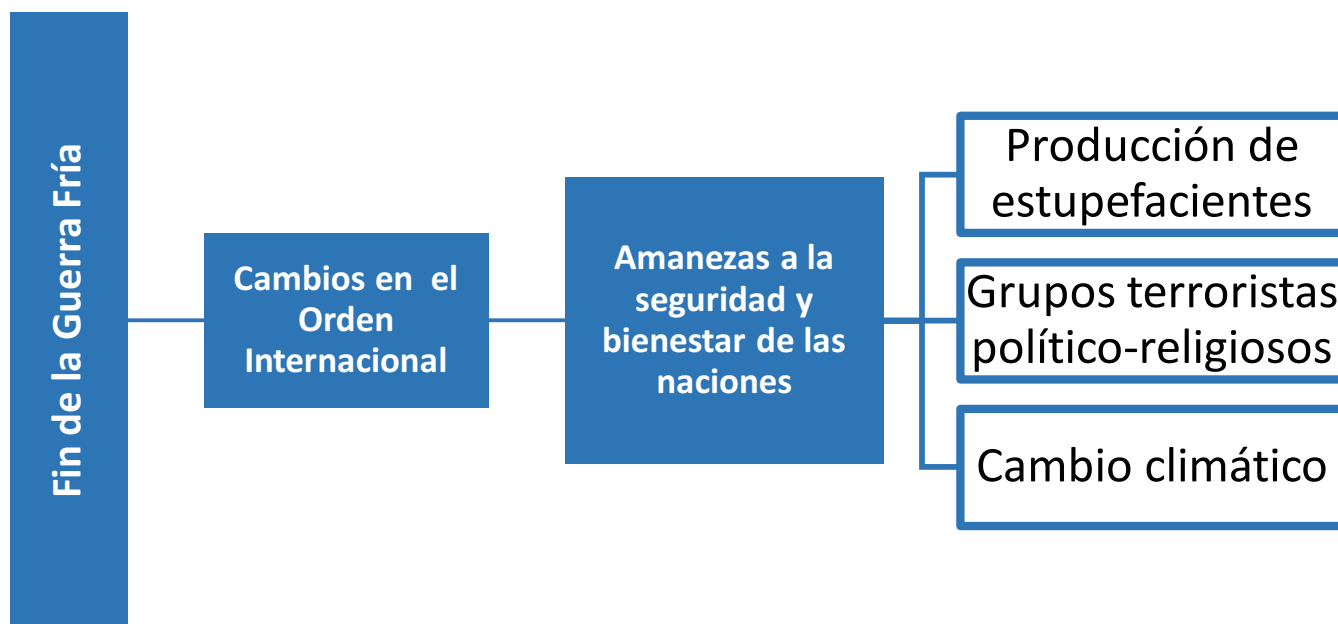 Fin de la Guerra Fría
Cambios en el
Orden
Internacional
Amanezas a la
seguridad y
bienestar de las
naciones
Producción de
estupefacientes
Grupos terroristas
político-religiosos
Cambio climático